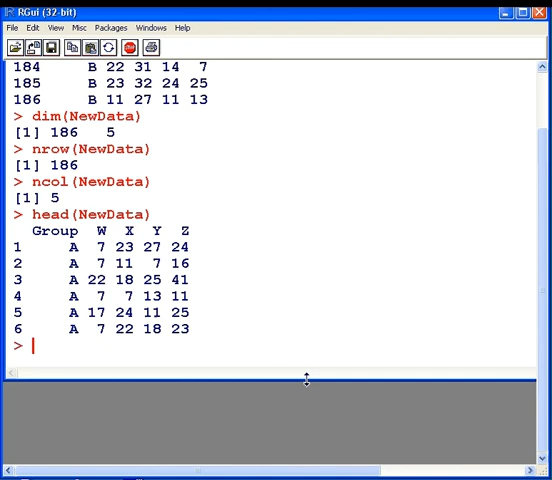 RGui (32-bit)
File Edit View Misc Packages Windows Help
STOP
184 B 22 31 14 7
185 B 23 32 24 25
186 B 11 27 11 13
> dim(NewData)
[1] 186 5
> nrow(NewData)
[1] 186
> ncol(NewData)
[1] 5
> head(NewData)
Group W X Y Z
1 A 7 23 27 24
2 A 7 11 7 16
3 A 22 18 25 41
4 A 7 7 13 11
5 A 17 24 11 25
6 A 7 22 18 23
>